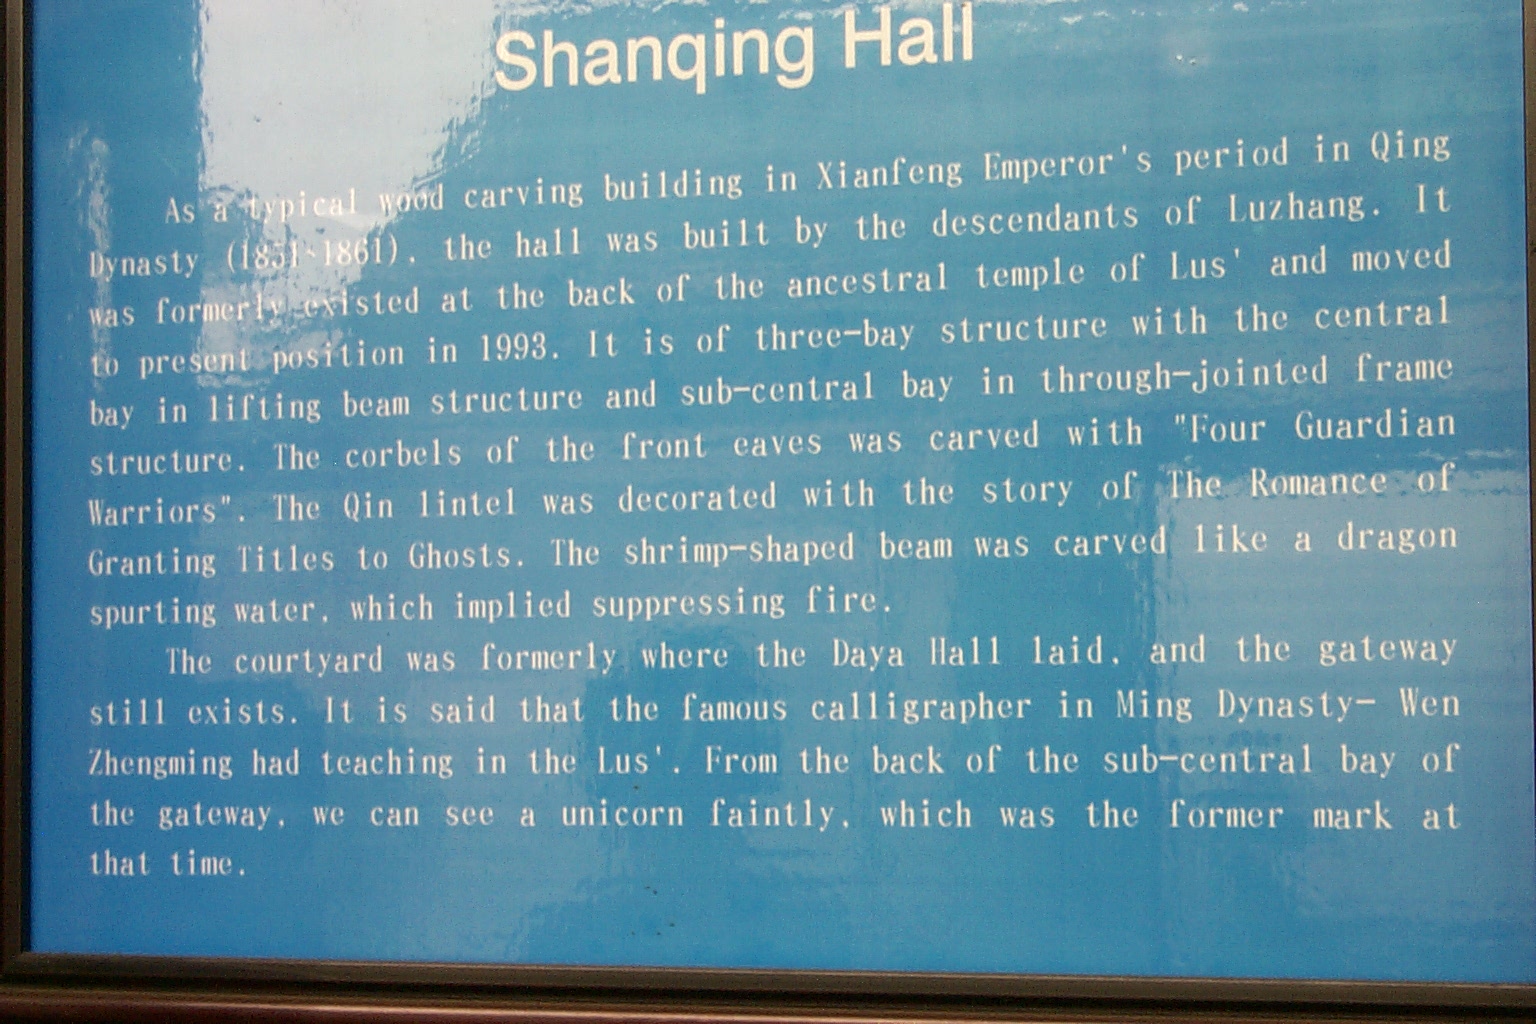 Shanqing Hall
As a typical wood carving building in Xianfeng Emperor's period in Qing
Dynasty (1851~1861), the hall was built by the descendants of Luzhang. It
was formerly existed at the back of the ancestral temple of Lus' and moved
to present position in 1993. It is of three-bay structure with the central
bay in lifting beam structure and sub-central bay in through-jointed frame
structure. The corbels of the front eaves was carved with "Four Guardian
Warriors". The Qin lintel was decorated with the story of The Romance of
Granting Titles to Ghosts. The shrimp-shaped beam was carved like a dragon
spurting water, which implied suppressing fire.
The courtyard was formerly where the Daya Hall laid, and the gateway
still exists. It is said that the famous calligrapher in Ming Dynasty- Wen
Zhengming had teaching in the Lus'. From the back of the sub-central bay of
the gateway, we can see a unicorn faintly, which was the former mark at
that time.